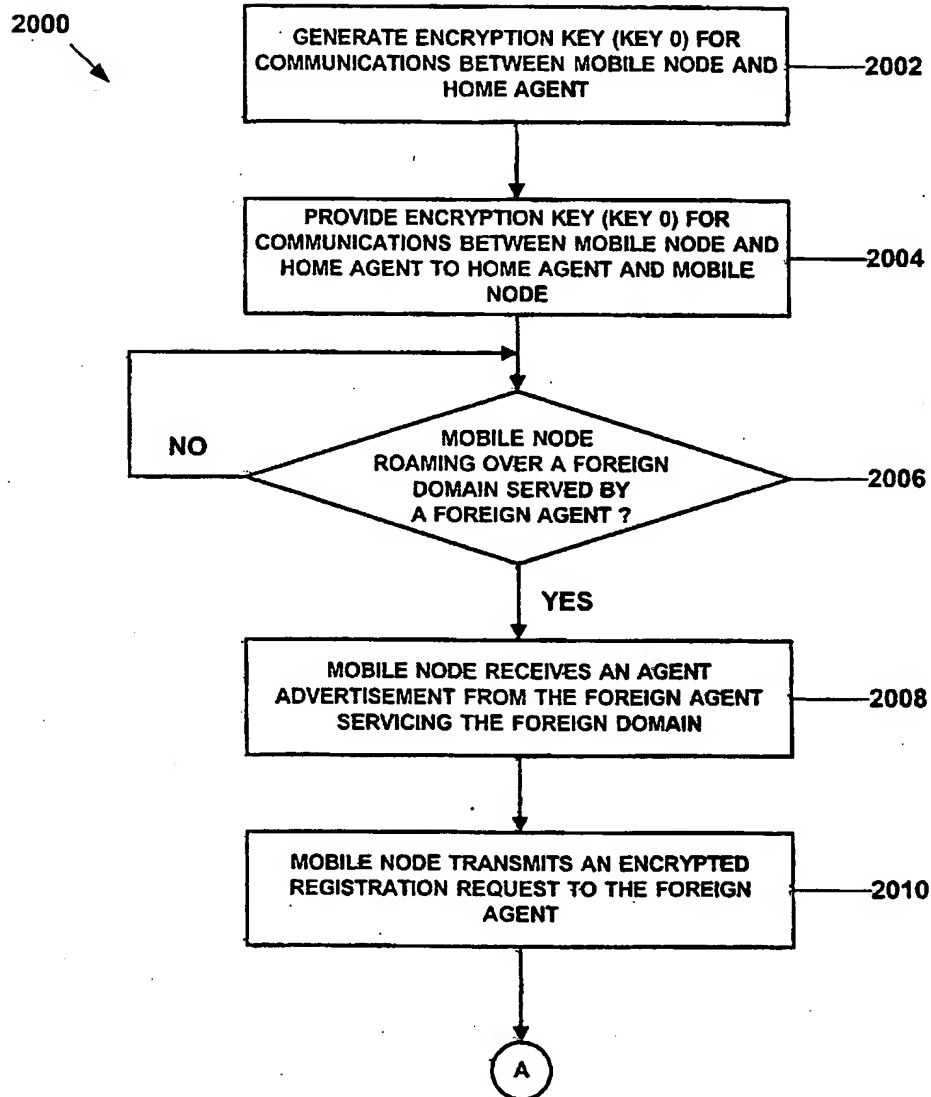 2000
GENERATE ENCRYPTION KEY (KEY 0) FOR
COMMUNICATIONS BETWEEN MOBILE NODE AND
HOME AGENT
2002
PROVIDE ENCRYPTION KEY (KEY 0) FOR
COMMUNICATIONS BETWEEN MOBILE NODE AND
HOME AGENT TO HOME AGENT AND MOBILE
NODE
2004
NO
MOBILE NODE
ROAMING OVER A FOREIGN
DOMAIN SERVED BY
A FOREIGN AGENT ?
2006
YES
MOBILE NODE RECEIVES AN AGENT
ADVERTISEMENT FROM THE FOREIGN AGENT
SERVICING THE FOREIGN DOMAIN
2008
MOBILE NODE TRANSMITS AN ENCRYPTED
REGISTRATION REQUEST TO THE FOREIGN
AGENT
2010
A